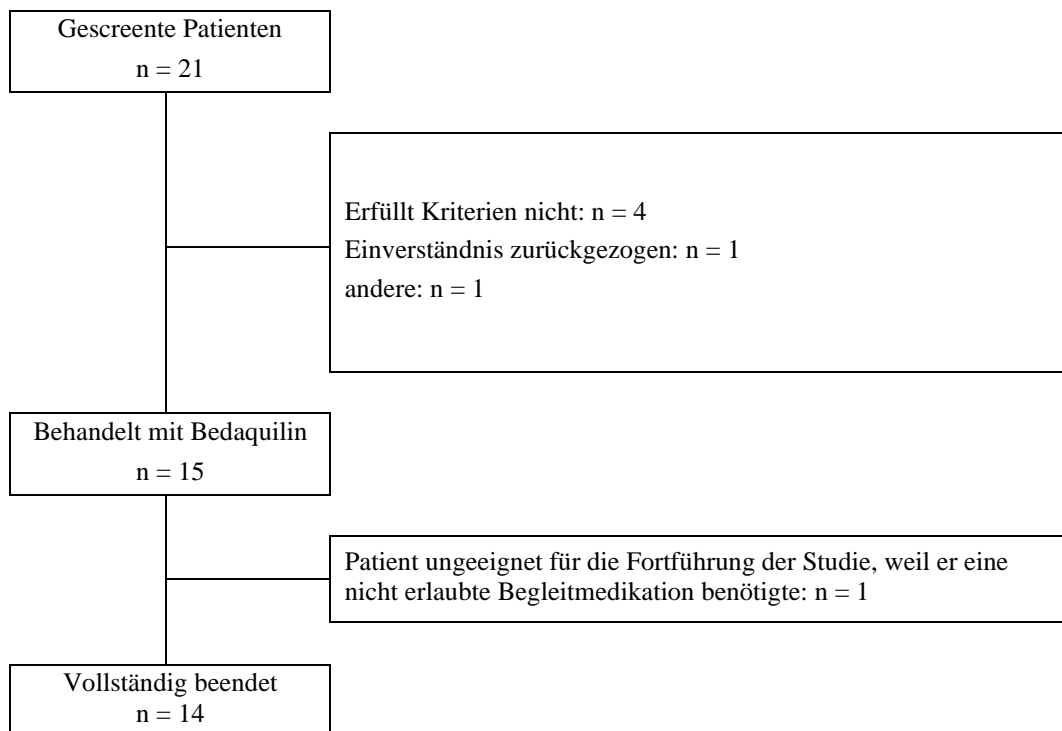 Gescreente Patienten
n = 21
Erfüllt Kriterien nicht: n = 4
Einverständnis zurückgezogen: n = 1
andere: n = 1
Behandelt mit Bedaquilin
n = 15
Patient ungeeignet für die Fortführung der Studie, weil er eine
nicht erlaubte Begleitmedikation benötigte: n = 1
Vollständig beendet
n = 14